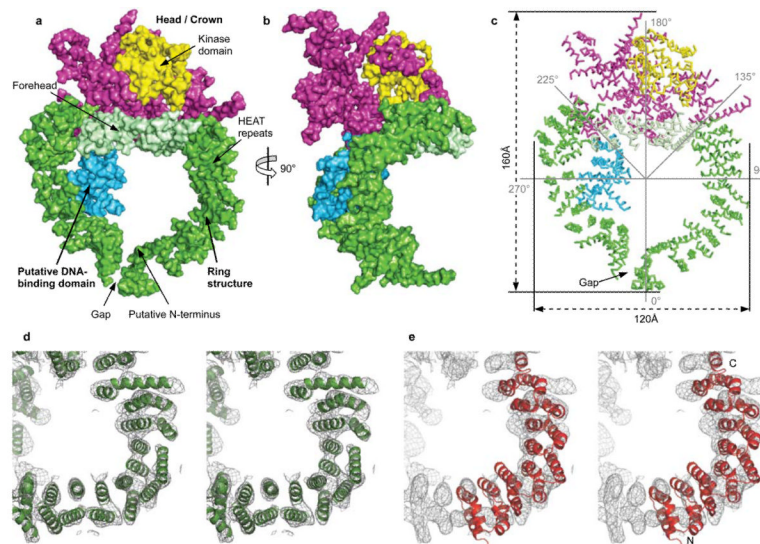 a
Head / Crown
Kinase
domain
Forehead
HEAT
repeats
Putative DNA-
binding domain
Ring
structure
Gap
Putative N-terminus
90°
b
c
180°
225°
135°
160Å
270°
Gap
0°
120Å
d
e
C
N